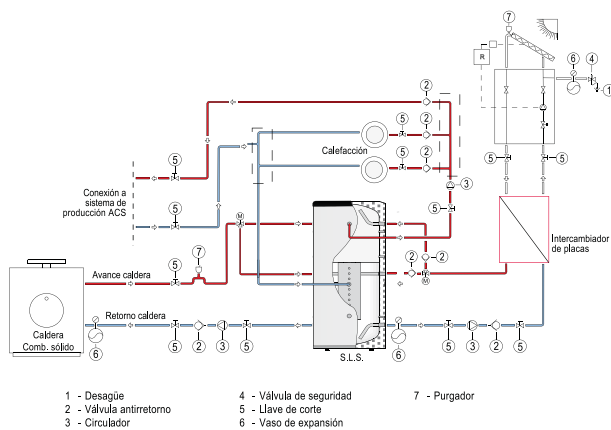 7
6
4
R
1
2
2
5
2
5
Calefacción
5
5
3
5
5
Conexión a
sistema de
producción ACS
5
M
Intercambiador
de placas
7
5
Avance caldera
2
2
M
Retorno caldera
Caldera
Comb. sólido
6
5
2
3
5
S.L.S.
6
5
3
2
5
1 - Desagüe
2 - Válvula antirretorno
3 - Circulador
4 - Válvula de seguridad
5 - Llave de corte
6 - Vaso de expansión
7 - Purgador